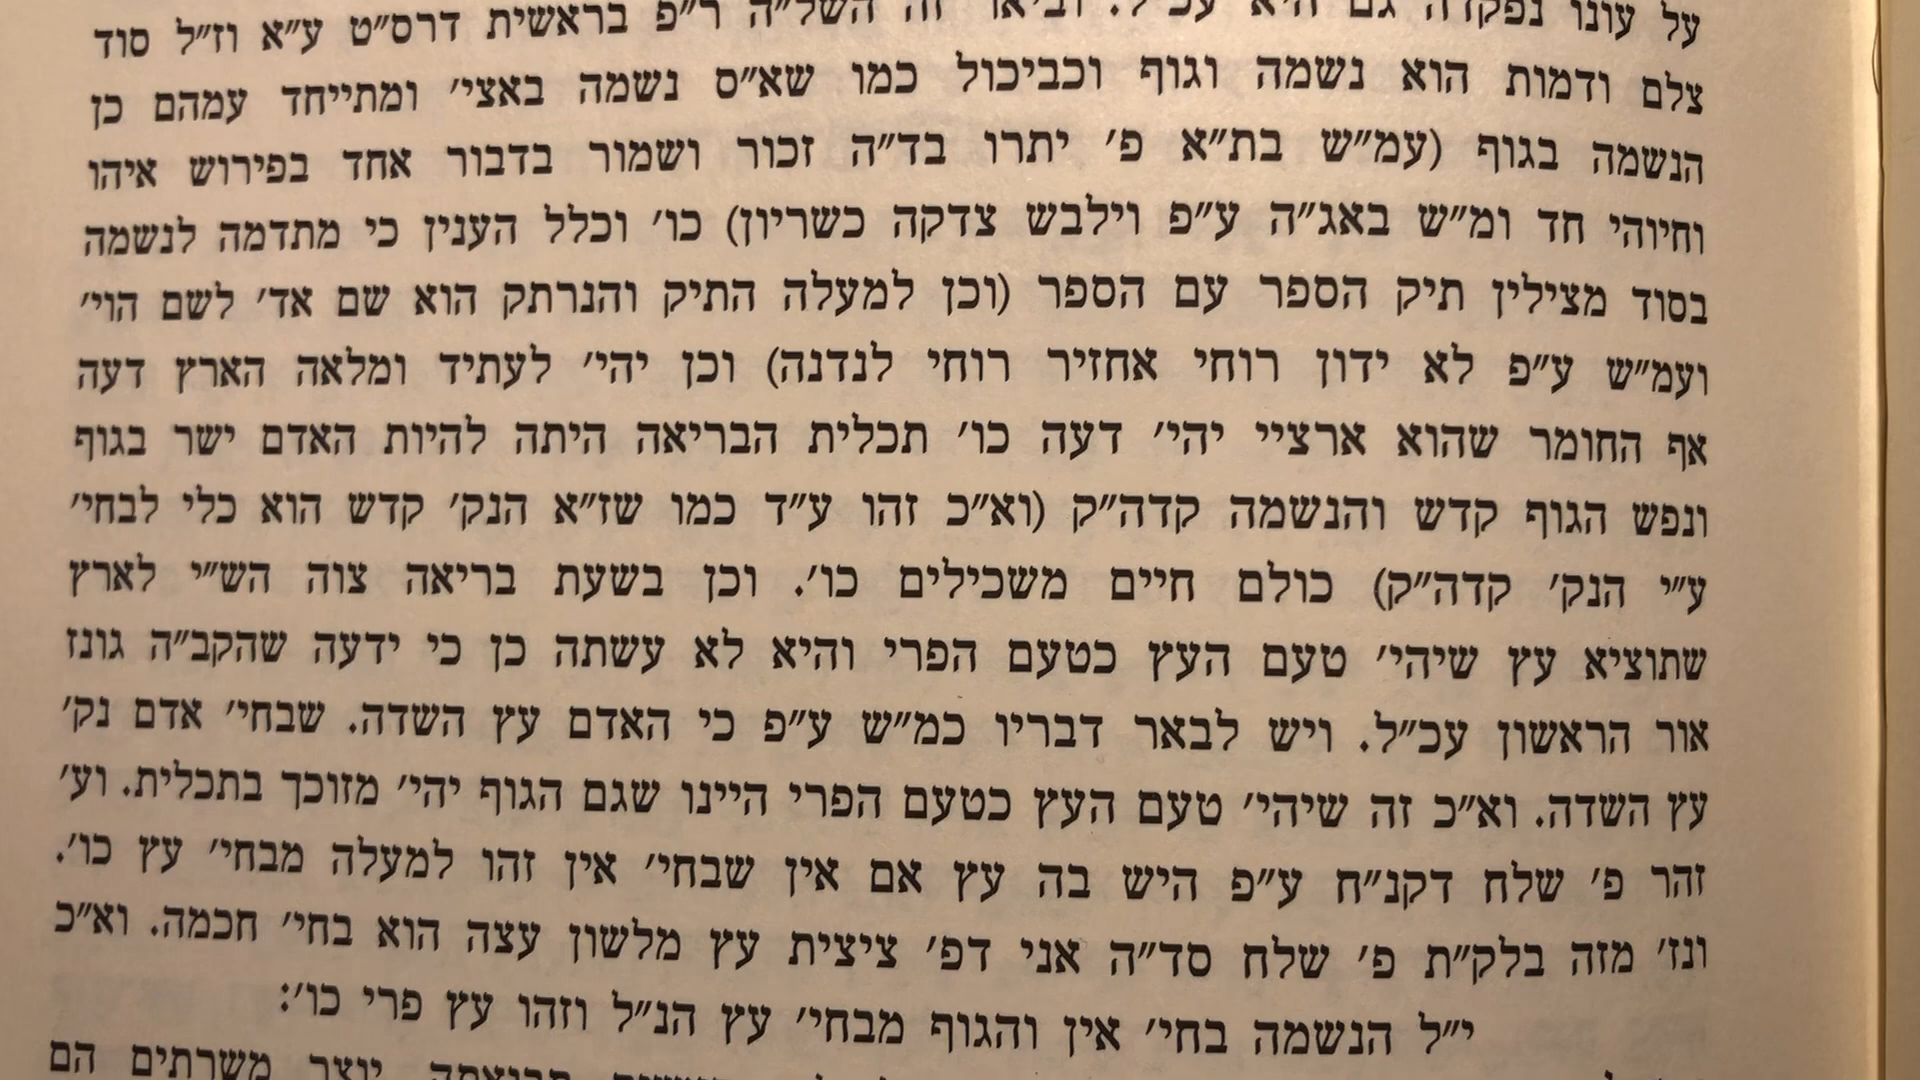 על עונו נפקדה גם היא עכ״ל. וביאר זה השל״ה ר״פ בראשית דרס״ט ע״א וז״ל סוד
צלם ודמות הוא נשמה וגוף וכביכול כמו שא״ס נשמה באצי׳ ומתייחד עמהם כן
הנשמה בגוף (עמ״ש בת״א פ׳ יתרו בד״ה זכור ושמור בדבור אחד בפירוש איהו
וחיוהי חד ומ״ש באג״ה ע״פ וילבש צדקה כשריון) כו׳ וכלל הענין כי מתדמה לנשמה
בסוד מצילין תיק הספר עם הספר (וכן למעלה התיק והנרתק הוא שם אד׳ לשם הוי׳
ועמ״ש ע״פ לא ידון רוחי אחזיר רוחי לנדנה) וכן יהי׳ לעתיד ומלאה הארץ דעה
אף החומר שהוא ארציי יהי׳ דעה כו׳ תכלית הבריאה היתה להיות האדם ישר בגוף
ונפש הגוף קדש והנשמה קדה״ק (וא״כ זהו ע״ד כמו שז״א הנק׳ קדש הוא כלי לבחי׳
ע״י הנק׳ קדה״ק) כולם חיים משכילים כו׳. וכן בשעת בריאה צוה הש״י לארץ
שתוציא עץ שיהי׳ טעם העץ כטעם הפרי והיא לא עשתה כן כי ידעה שהקב״ה גונז
אור הראשון עכ״ל. ויש לבאר דבריו כמ״ש ע״פ כי האדם עץ השדה. שבחי׳ אדם נק׳
עץ השדה. וא״כ זה שיהי׳ טעם העץ כטעם הפרי היינו שגם הגוף יהי׳ מזוכך בתכלית. וע׳
זהר פ׳ שלח דקנ״ח ע״פ היש בה עץ אם אין שבחי׳ אין זהו למעלה מבחי׳ עץ כו׳.
ונז׳ מזה בלק״ת פ׳ שלח סד״ה אני דפ׳ ציצית עץ מלשון עצה הוא בחי׳ חכמה. וא״כ
י״ל הנשמה בחי׳ אין והגוף מבחי׳ עץ הנ״ל וזהו עץ פרי כו׳:
יוצר משרתים הם